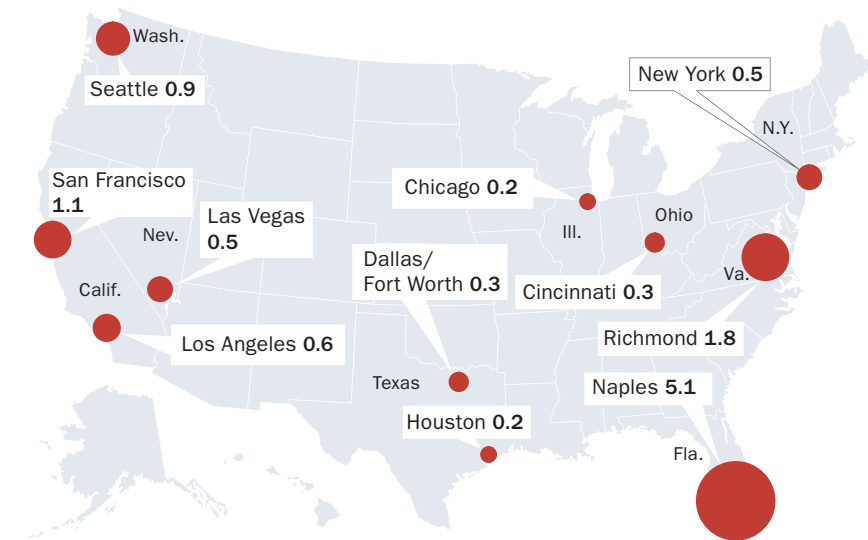 Wash.
Seattle 0.9
New York 0.5
N.Y.
San Francisco
1.1
Chicago 0.2
Las Vegas
0.5
Nev.
Ill.
Ohio
Dallas/
Fort Worth 0.3
Va.
Calif.
Cincinnati 0.3
Los Angeles 0.6
Richmond 1.8
Texas
Naples 5.1
Houston 0.2
Fla.